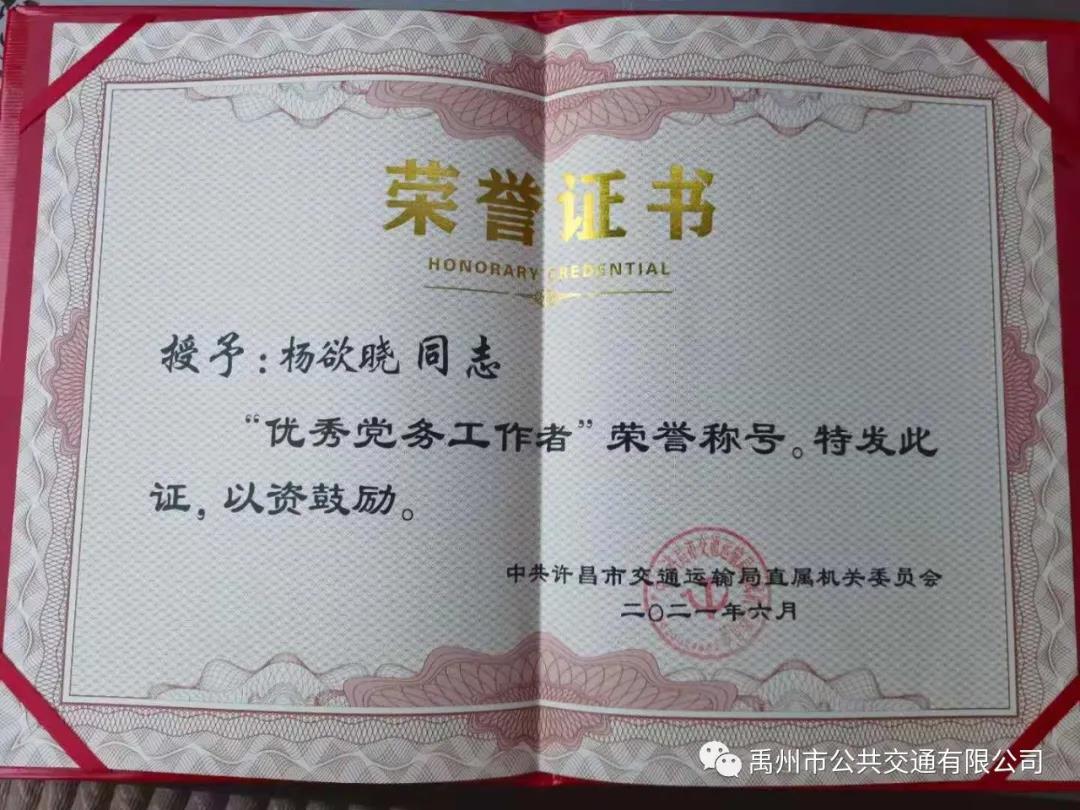 荣誉证书
HONORARY CREDENTIAL
授予：杨欲晓 同志
“优秀党务工作者”荣誉称号。特发此
证，以资鼓励。
中共许昌市交通运输局直属机关委员会
二〇二一年六月
禹州市公共交通有限公司